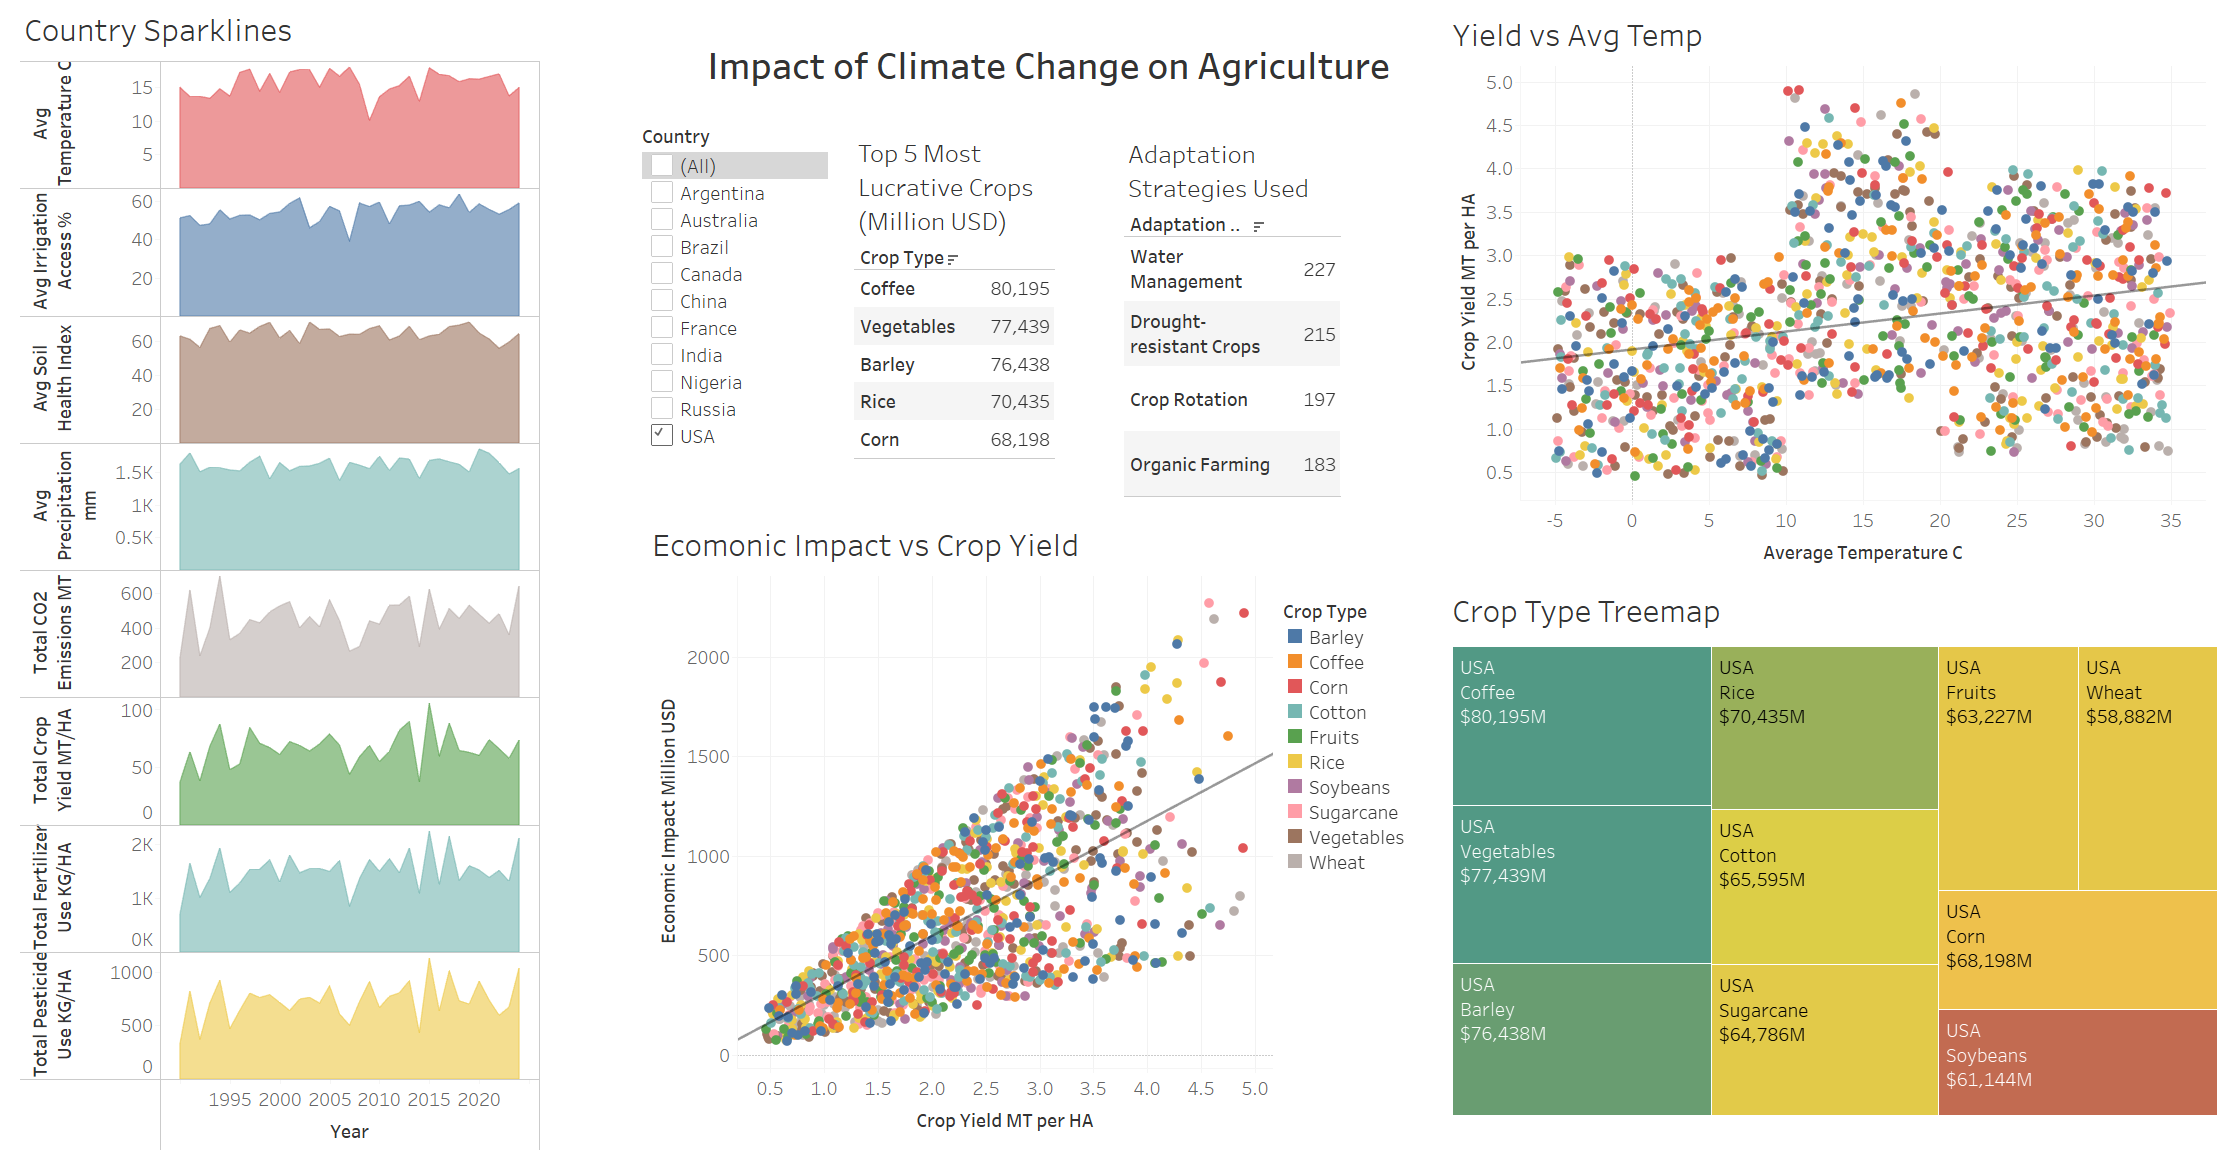 Country Sparklines
Avg
Temperature C
15
10
5
Avg Irrigation
Access %
60
40
20
Avg Soil
Health Index
60
40
20
Avg
Precipitation
mm
1.5K
1K
0.5K
Total CO2
Emissions MT
600
400
200
Total Crop
Yield MT/HA
100
50
0
Total Fertilizer
Use KG/HA
2K
1K
0K
Total Pesticide
Use KG/HA
1000
500
0
1995 2000 2005 2010 2015 2020
Year
Impact of Climate Change on Agriculture
Country
(All)
Argentina
Australia
Brazil
Canada
China
France
India
Nigeria
Russia
USA
Top 5 Most
Lucrative Crops
(Million USD)
Crop Type
Coffee 80,195
Vegetables 77,439
Barley 76,438
Rice 70,435
Corn 68,198
Adaptation
Strategies Used
Adaptation ..
Water
Management 227
Drought-
resistant Crops 215
Crop Rotation 197
Organic Farming 183
Ecomonic Impact vs Crop Yield
Economic Impact Million USD
2000
1500
1000
500
0
0.5 1.0 1.5 2.0 2.5 3.0 3.5 4.0 4.5 5.0
Crop Yield MT per HA
Crop Type
Barley
Coffee
Corn
Cotton
Fruits
Rice
Soybeans
Sugarcane
Vegetables
Wheat
Yield vs Avg Temp
Crop Yield MT per HA
5.0
4.5
4.0
3.5
3.0
2.5
2.0
1.5
1.0
0.5
-5 0 5 10 15 20 25 30 35
Average Temperature C
Crop Type Treemap
USA
Coffee
$80,195M
USA
Vegetables
$77,439M
USA
Barley
$76,438M
USA
Rice
$70,435M
USA
Cotton
$65,595M
USA
Sugarcane
$64,786M
USA
Fruits
$63,227M
USA
Wheat
$58,882M
USA
Corn
$68,198M
USA
Soybeans
$61,144M